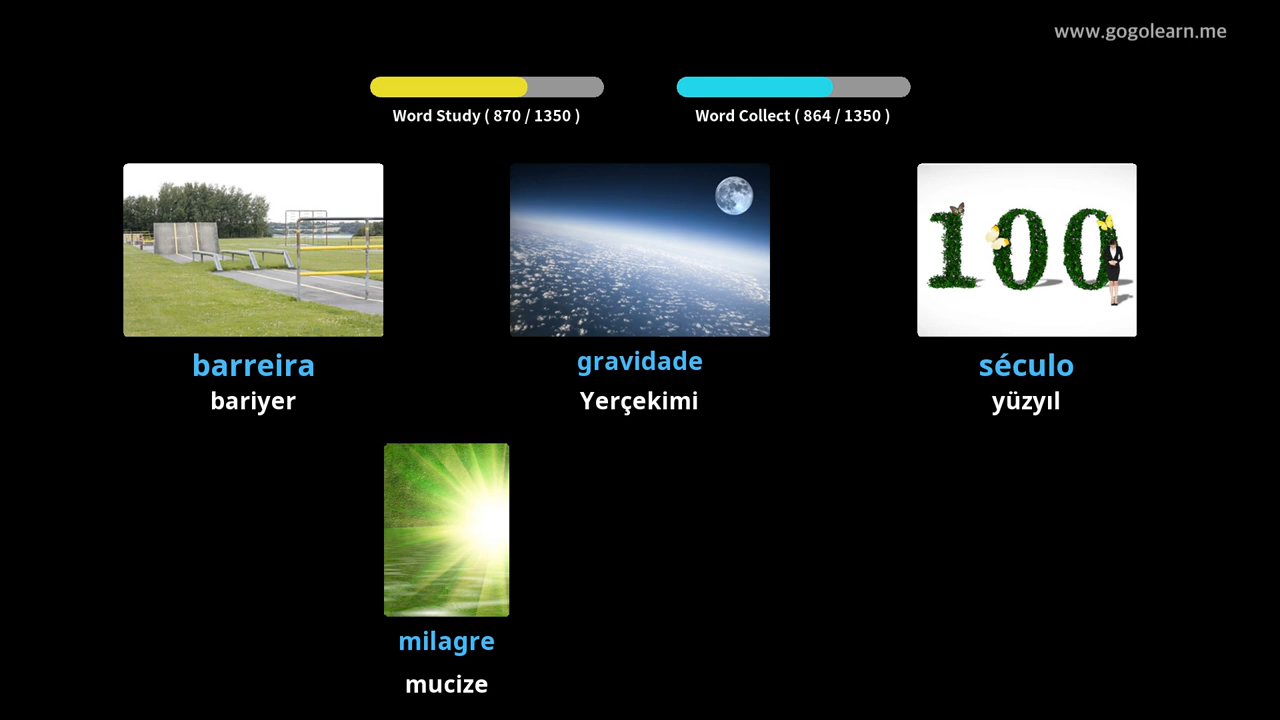 www.gogolearn.me
Word Study ( 870 / 1350 )
Word Collect ( 864 / 1350 )
100
barreira
bariyer
gravidade
Yerçekimi
século
yüzyıl
milagre
mucize